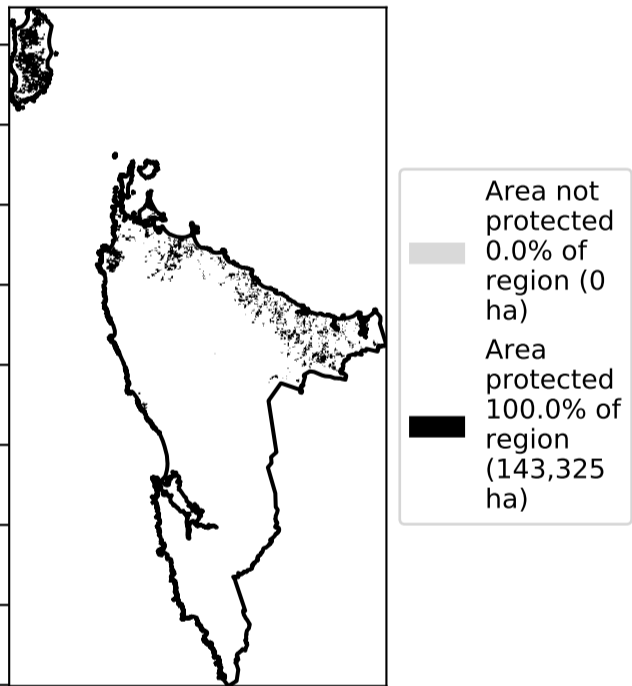 Area not
protected
0.0% of
region (0
ha)
Area
protected
100.0% of
region
(143,325
ha)